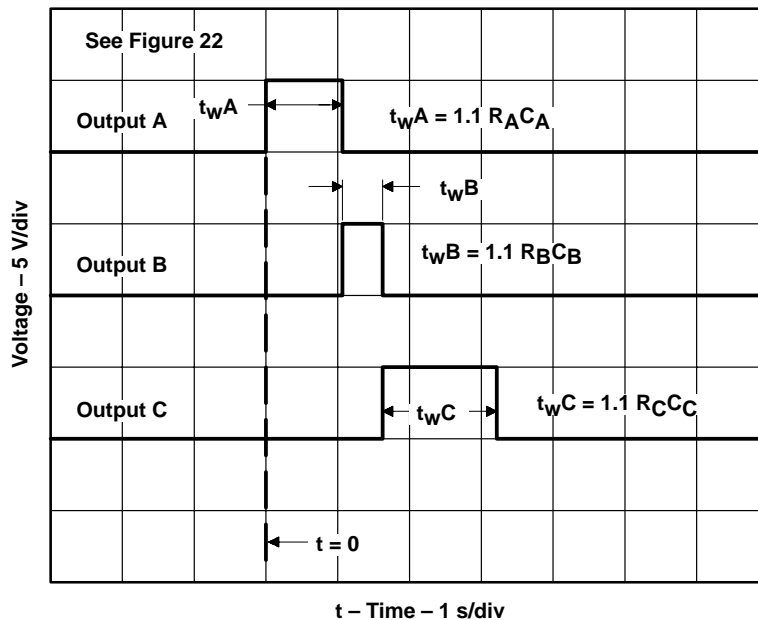 See Figure 22
twA
Output A
twA = 1.1 RACA
twB
Output B
twB = 1.1 RBCB
Output C
twC
twC = 1.1 RCCC
t = 0
Voltage – 5 V/div
t – Time – 1 s/div